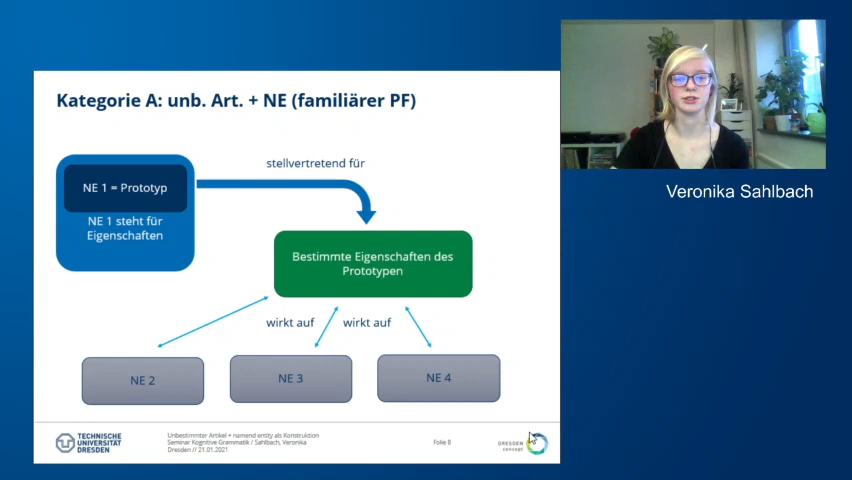 Kategorie A: unb. Art. + NE (familiärer PF)
stellvertretend für
NE 1 = Prototyp
NE 1 steht für
Eigenschaften
Bestimmte Eigenschaften des
Prototypen
wirkt auf
wirkt auf
NE 2
NE 3
NE 4
TECHNISCHE
UNIVERSITÄT
DRESDEN
Unbestimmter Artikel + namend entity als Konstruktion
Seminar Kognitive Grammatik / Sahlbach, Veronika
Dresden // 21.01.2021
Folie 8
DRESDEN
concept
Veronika Sahlbach